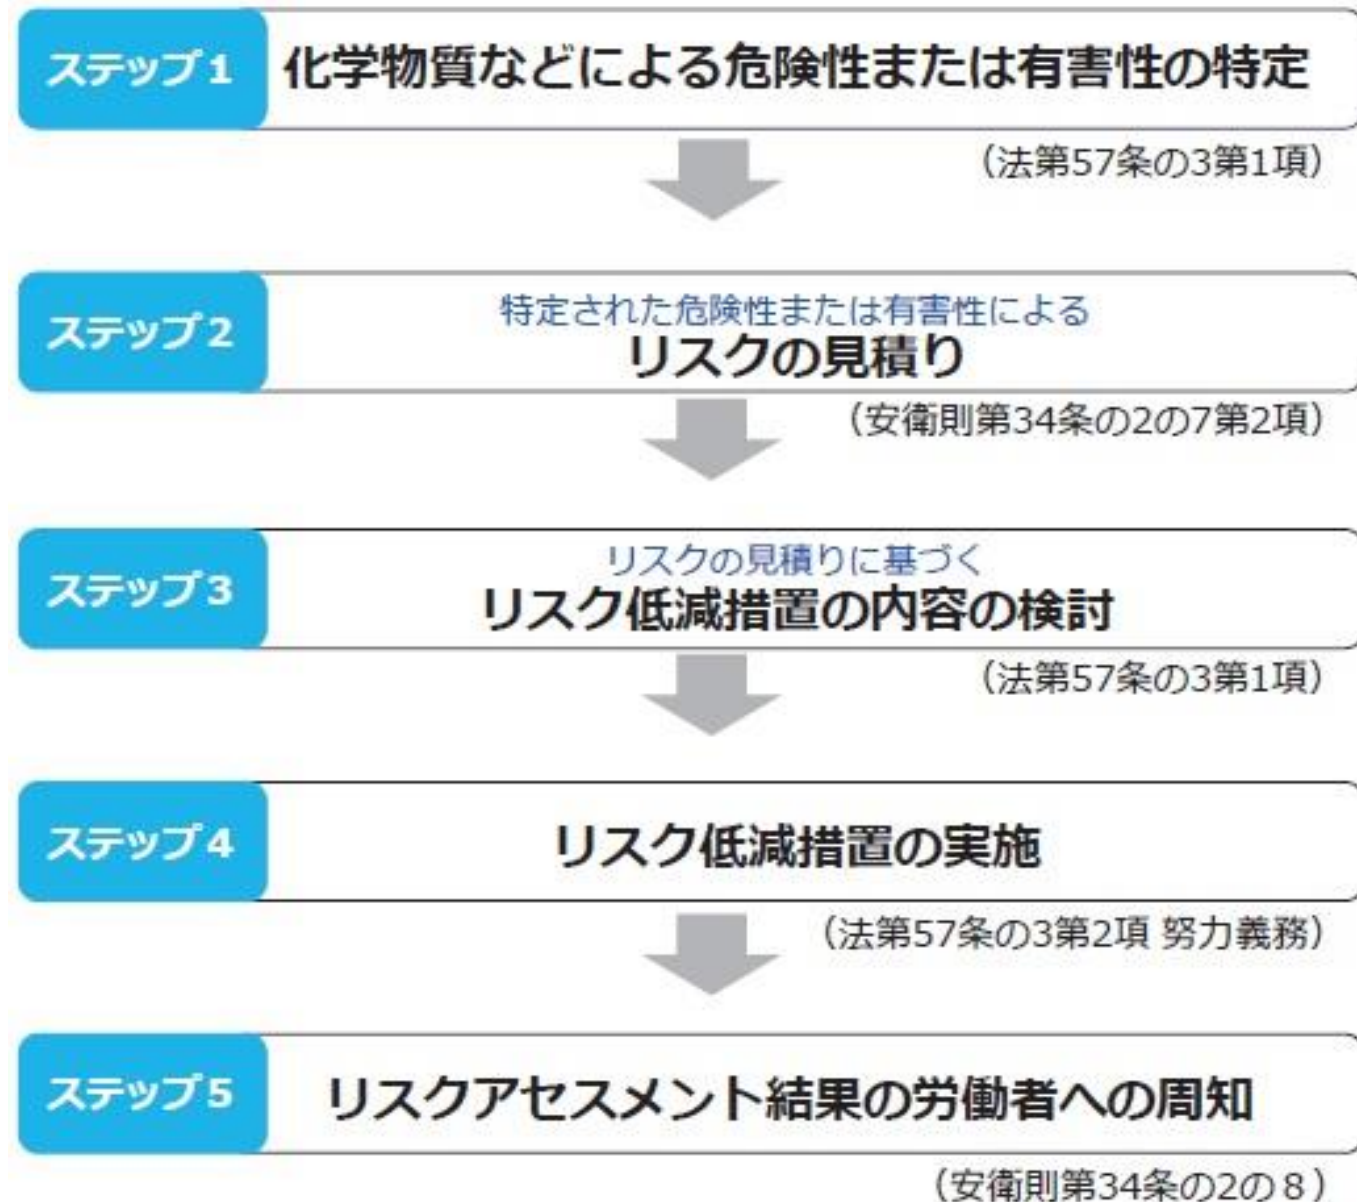 ステップ1 化学物質などによる危険性または有害性の特定
（法第57条の3第1項）
ステップ2
特定された危険性または有害性による
リスクの見積り
（安衛則第34条の2の7第2項）
ステップ3
リスクの見積りに基づく
リスク低減措置の内容の検討
（法第57条の3第1項）
ステップ4 リスク低減措置の実施
（法第57条の3第2項 努力義務）
ステップ5 リスクアセスメント結果の労働者への周知
（安衛則第34条の2の８）